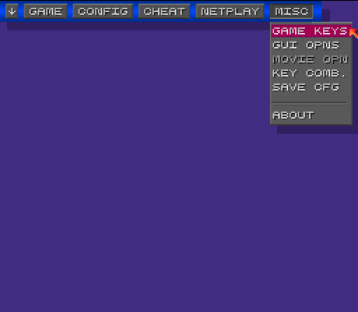 ↓ GAME CONFIG CHEAT NETPLAY MISC
GAME KEYS
GUI OPNS
MOVIE OPN
KEY COMB.
SAVE CFG
ABOUT